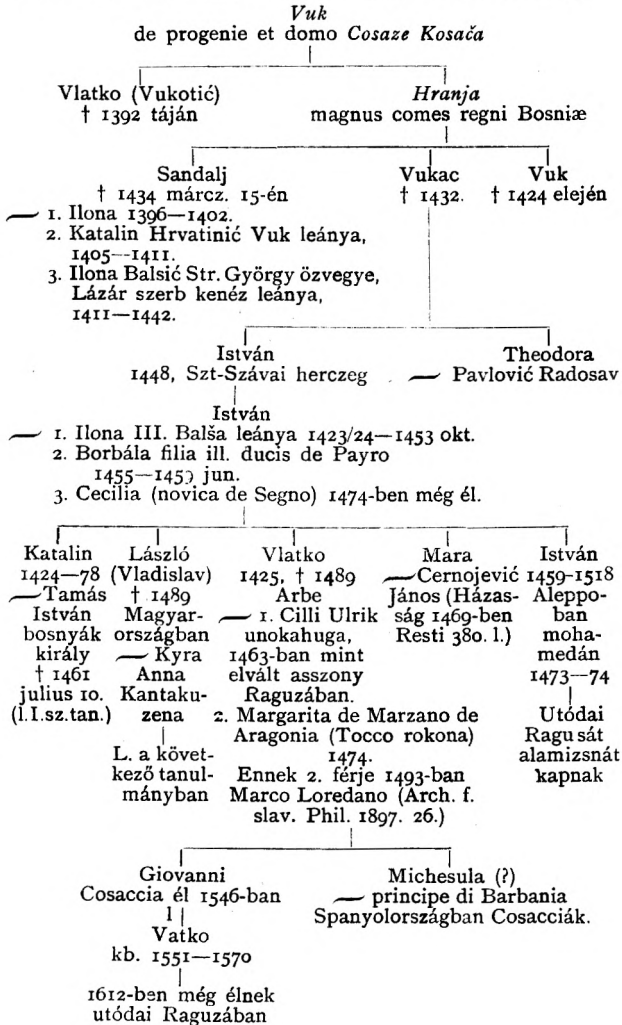 Vuk
de progenie et domo Cosaze Kosača
Vlatko (Vukotić)
† 1392 táján
Hranja
magnus comes regni Bosniæ
Sandalj
† 1434 márcz. 15-én
1. Ilona 1396—1402.
2. Katalin Hrvatinić Vuk leánya,
1405—1411.
3. Ilona Balsić Str. György özvegye,
Lázár szerb kenéz leánya,
1411—1442.
Vukac
† 1432.
Vuk
† 1424 elején
István
1448, Szt-Szávai herczeg
Theodora
Pavlović Radosav
István
1. Ilona III. Balša leánya 1423/24—1453 okt.
2. Borbála filia ill. ducis de Payro
1455—1459 jun.
3. Cecilia (novica de Segno) 1474-ben még él.
Katalin
1424—78
Tamás
István
bosnyák
király
† 1461
julius 10.
(l.I.sz.tan.)
László
(Vladislav)
† 1489
Magyar-
országban
Kyra
Anna
Kantaku-
zena
L. a követ-
kező tanul-
mányban
Vlatko
1425, † 1489
Arbe
1. Cilli Ulrik
unokahuga,
1463-ban mint
elvált asszony
Raguzában.
2. Margarita de Marzano de
Aragonia (Tocco rokona)
1474.
Ennek 2. férje 1493-ban
Marco Loredano (Arch. f.
slav. Phil. 1897. 26.)
Mara
Cernojević
János (Házas-
ság 1469-ben
Resti 380. l.)
István
1459-1518
Aleppo-
ban
moha-
medán
1473—74
Utódai
Ragusát
alamizsnát
kapnak
Giovanni
Cosaccia él 1546-ban
1
Vatko
kb. 1551—1570
1612-ben még élnek
utódai Raguzában
Michesula (?)
principe di Barbania
Spanyolországban Cosacciák.